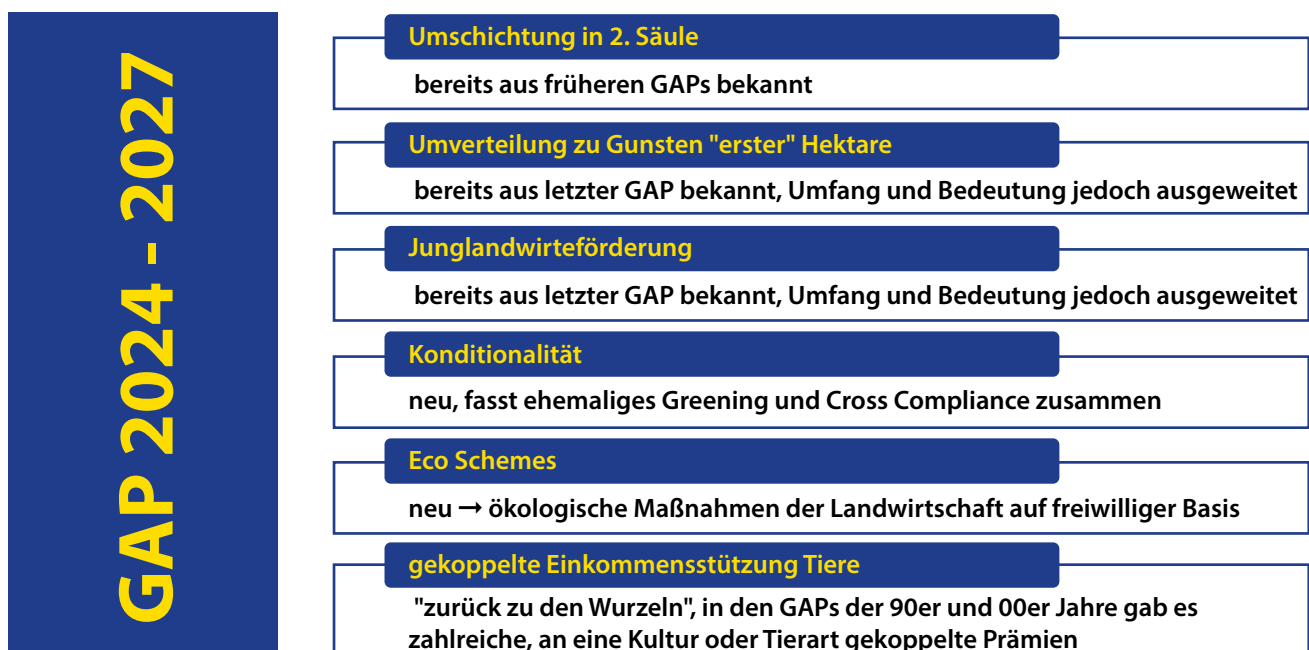 GAP 2024 - 2027
Umschichtung in 2. Säule
bereits aus früheren GAPs bekannt
Umverteilung zu Gunsten "erster" Hektare
bereits aus letzter GAP bekannt, Umfang und Bedeutung jedoch ausgeweitet
Junglandwirteförderung
bereits aus letzter GAP bekannt, Umfang und Bedeutung jedoch ausgeweitet
Konditionalität
neu, fasst ehemaliges Greening und Cross Compliance zusammen
Eco Schemes
neu → ökologische Maßnahmen der Landwirtschaft auf freiwilliger Basis
gekoppelte Einkommensstützung Tiere
"zurück zu den Wurzeln", in den GAPs der 90er und 00er Jahre gab es
zahlreiche, an eine Kultur oder Tierart gekoppelte Prämien